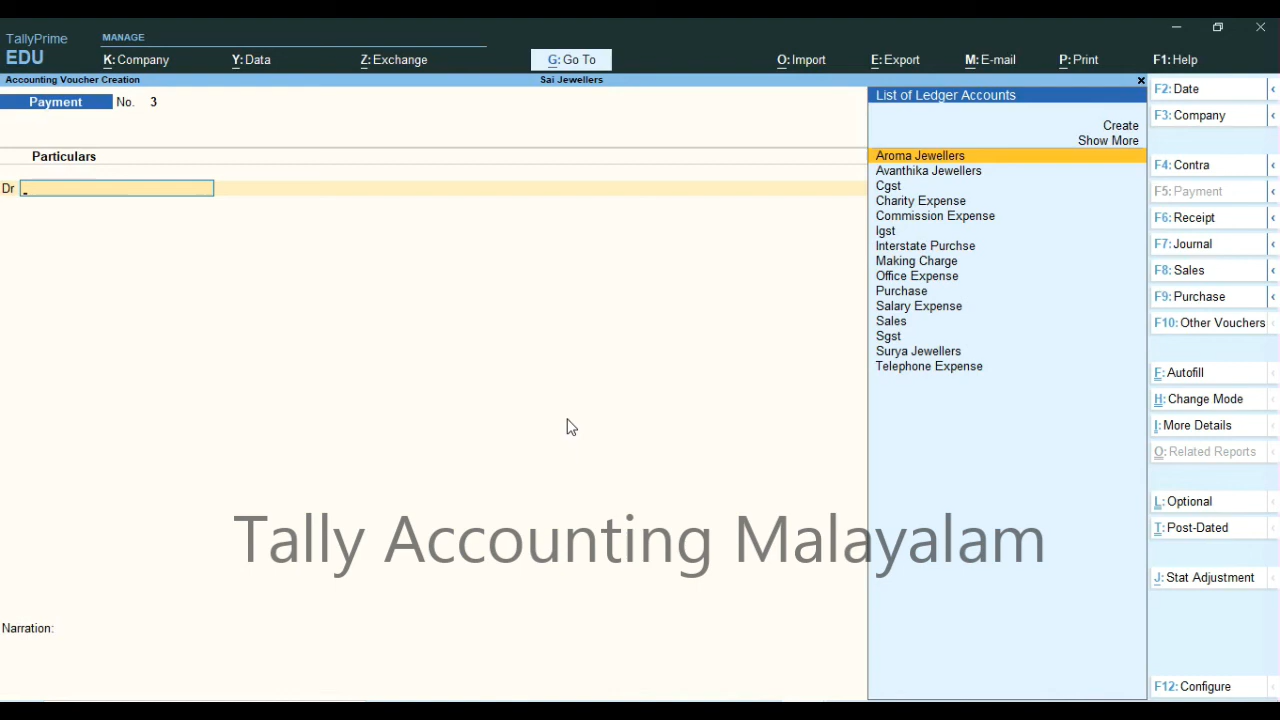 TallyPrime
EDU
MANAGE
K: Company
Y: Data
Z: Exchange
G: Go To
O: Import
E: Export
M: E-mail
P: Print
F1: Help
Accounting Voucher Creation
Sai Jewellers
Payment
No. 3
Particulars
Dr
Narration:
List of Ledger Accounts
Create
Show More
Aroma Jewellers
Avanthika Jewellers
Cgst
Charity Expense
Commission Expense
Igst
Interstate Purchse
Making Charge
Office Expense
Purchase
Salary Expense
Sales
Sgst
Surya Jewellers
Telephone Expense
F2: Date
F3: Company
F4: Contra
F5: Payment
F6: Receipt
F7: Journal
F8: Sales
F9: Purchase
F10: Other Vouchers
F: Autofill
H: Change Mode
I: More Details
O: Related Reports
L: Optional
T: Post-Dated
J: Stat Adjustment
F12: Configure
Tally Accounting Malayalam